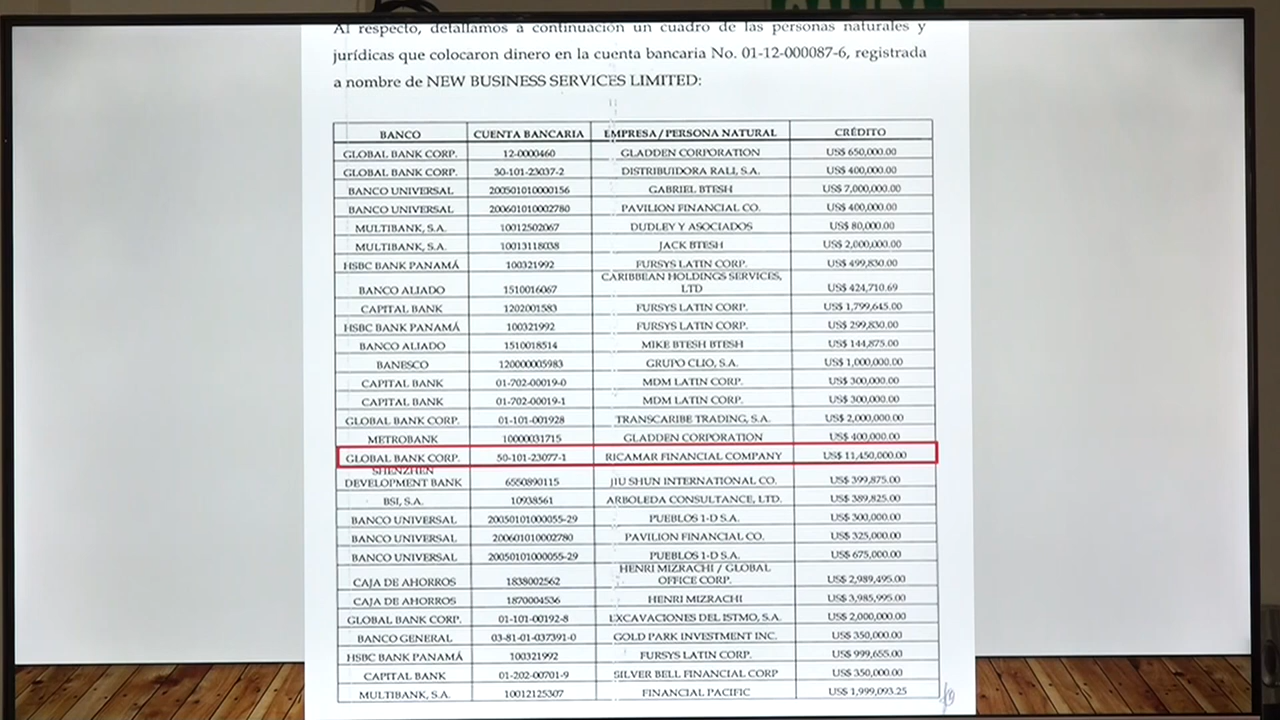 Al respecto, detallamos a continuación un cuadro de las personas naturales y
jurídicas que colocaron dinero en la cuenta bancaria No. 01-12-000087-6, registrada
a nombre de NEW BUSINESS SERVICES LIMITED:
BANCO CUENTA BANCARIA EMPRESA / PERSONA NATURAL CRÉDITO
GLOBAL BANK CORP. 12-0000460 GLADDEN CORPORATION US$ 650,000.00
GLOBAL BANK CORP. 30-101-23037-2 DISTRIBUIDORA RALI, S.A. US$ 400,000.00
BANCO UNIVERSAL 200501010000156 GABRIEL BTESH US$ 7,000,000.00
BANCO UNIVERSAL 200601010002780 PAVILION FINANCIAL CO. US$ 400,000.00
MULTIBANK, S.A. 10012502067 DUDLEY Y ASOCIADOS US$ 80,000.00
MULTIBANK, S.A. 10013118038 JACK BTESH US$ 2,000,000.00
HSBC BANK PANAMÁ 100321992 FURSYS LATIN CORP. US$ 499,830.00
BANCO ALIADO 1510016067 CARIBBEAN HOLDINGS SERVICES,
LTD US$ 424,710.69
CAPITAL BANK 1202001583 FURSYS LATIN CORP. US$ 1,799,645.00
HSBC BANK PANAMÁ 100321992 FURSYS LATIN CORP. US$ 299,830.00
BANCO ALIADO 1510018514 MIKE BTESH BTESH US$ 144,875.00
BANESCO 120000005983 GRUPO CLIO, S.A. US$ 1,000,000.00
CAPITAL BANK 01-702-00019-0 MDM LATIN CORP. US$ 300,000.00
CAPITAL BANK 01-702-00019-1 MDM LATIN CORP. US$ 300,000.00
GLOBAL BANK CORP. 01-101-001928 TRANSCARIBE TRADING, S.A. US$ 2,000,000.00
METROBANK 10000031715 GLADDEN CORPORATION US$ 400,000.00
GLOBAL BANK CORP. 50-101-23077-1 RICAMAR FINANCIAL COMPANY US$ 11,450,000.00
SHENZHEN
DEVELOPMENT BANK 6550890115 JIU SHUN INTERNATIONAL CO. US$ 399,875.00
BSI, S.A. 10938561 ARBOLEDA CONSULTANCE, LTD. US$ 389,825.00
BANCO UNIVERSAL 20050101000055-29 PUEBLOS 1-D S.A. US$ 300,000.00
BANCO UNIVERSAL 200601010002780 PAVILION FINANCIAL CO. US$ 325,000.00
BANCO UNIVERSAL 20050101000055-29 PUEBLOS 1-D S.A. US$ 675,000.00
CAJA DE AHORROS 1838002562 HENRI MIZRACHI / GLOBAL
OFFICE CORP. US$ 2,989,495.00
CAJA DE AHORROS 1870004536 HENRI MIZRACHI US$ 3,985,995.00
GLOBAL BANK CORP. 01-101-00192-8 EXCAVACIONES DEL ISTMO, S.A. US$ 2,000,000.00
BANCO GENERAL 03-81-01-037391-0 GOLD PARK INVESTMENT INC. US$ 350,000.00
HSBC BANK PANAMÁ 100321992 FURSYS LATIN CORP. US$ 999,655.00
CAPITAL BANK 01-202-00701-9 SILVER BELL FINANCIAL CORP US$ 350,000.00
MULTIBANK, S.A. 10012125307 FINANCIAL PACIFIC US$ 1,999,093.25